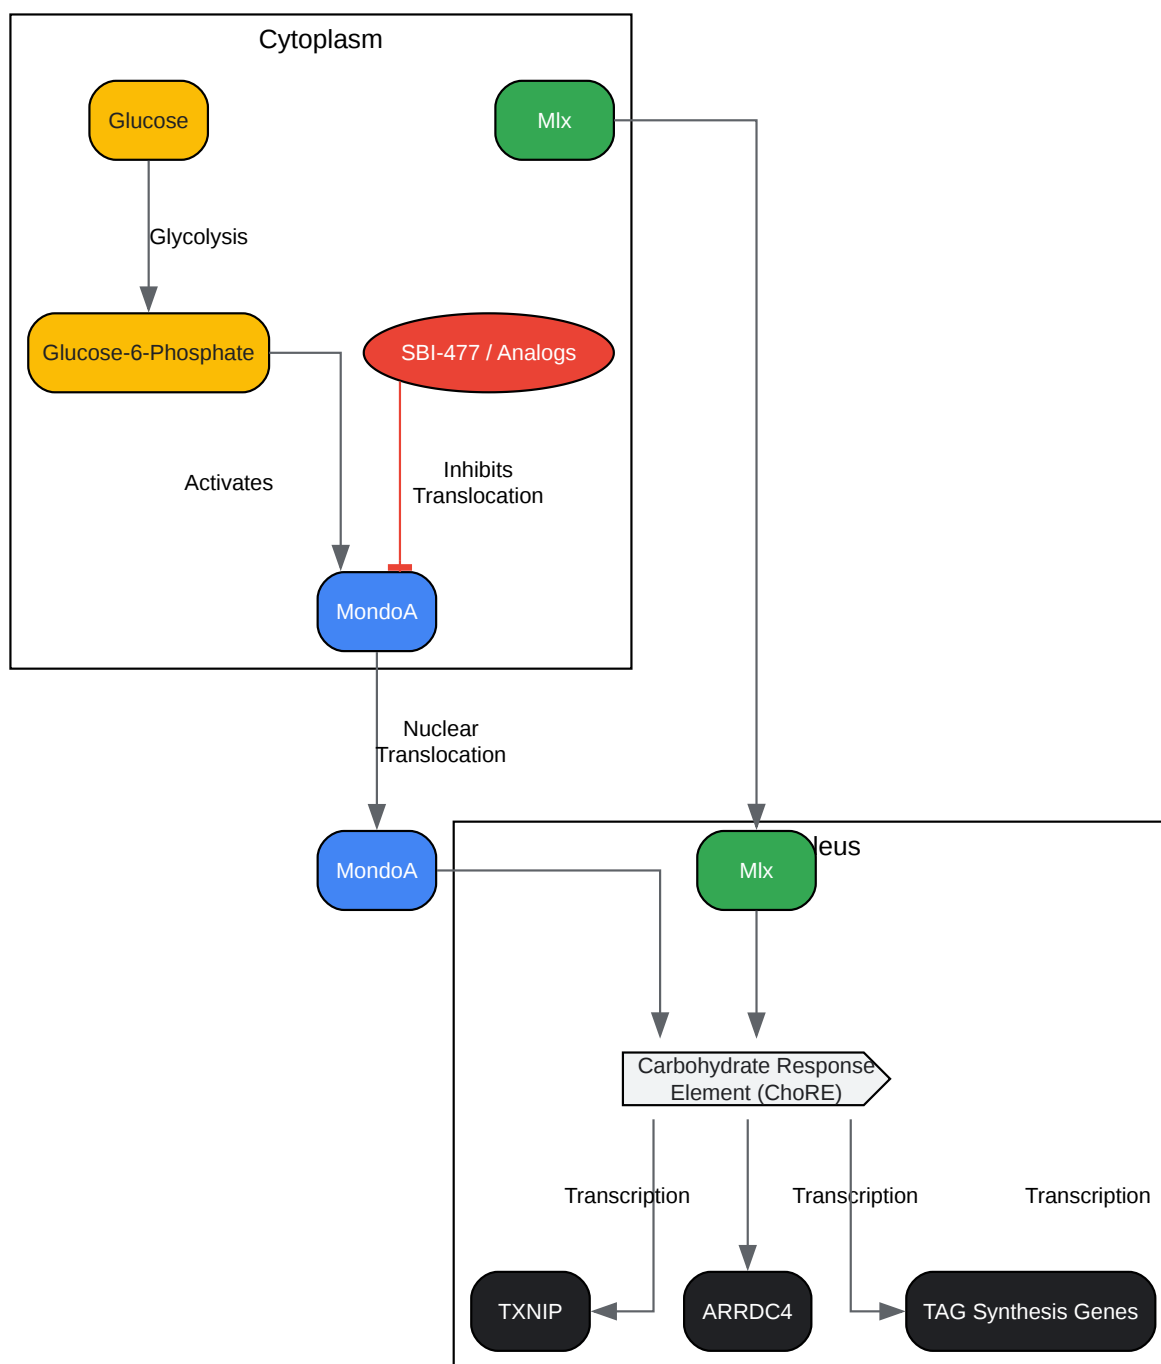 Cytoplasm
Glucose
Mlx
Glycolysis
Glucose-6-Phosphate
SBI-477 / Analogs
Activates
Inhibits
Translocation
MondoA
Nuclear
Translocation
MondoA
Mlx
leus
Carbohydrate Response
Element (ChoRE)
Transcription
Transcription
Transcription
TXNIP
ARRDC4
TAG Synthesis Genes